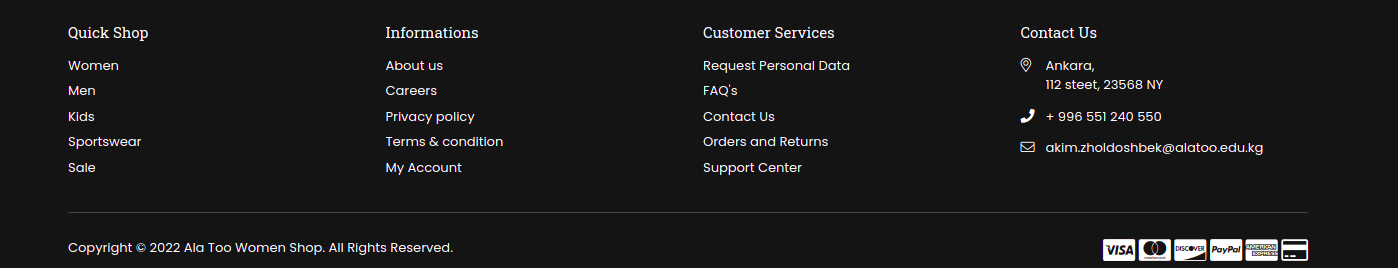 Quick Shop
Women
Men
Kids
Sportswear
Sale
Informations
About us
Careers
Privacy policy
Terms & condition
My Account
Customer Services
Request Personal Data
FAQ's
Contact Us
Orders and Returns
Support Center
Contact Us
Ankara,
112 steet, 23568 NY
+ 996 551 240 550
akim.zholdoshbek@alatoo.edu.kg
Copyright © 2022 Ala Too Women Shop. All Rights Reserved.
VISA
mastercard
DISCOVER
PayPal
AMERICAN
EXPRESS